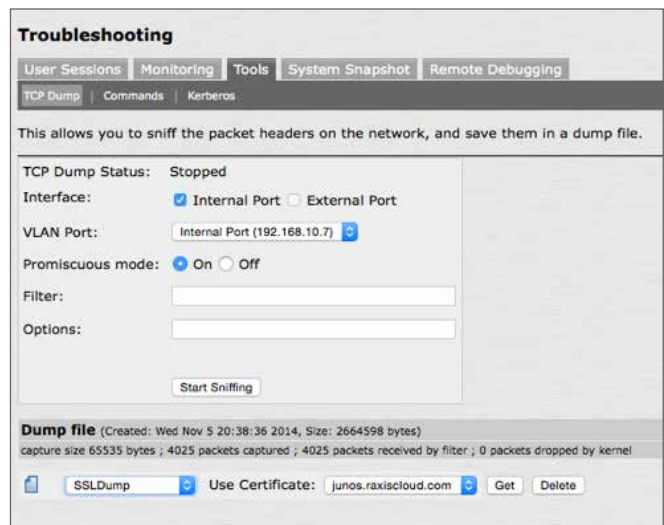 Troubleshooting
User Sessions Monitoring Tools System Snapshot Remote Debugging
TCP Dump | Commands | Kerberos
This allows you to sniff the packet headers on the network, and save them in a dump file.
TCP Dump Status: Stopped
Interface: Internal Port External Port
VLAN Port: Internal Port (192.168.10.7)
Promiscuous mode: On Off
Filter:
Options:
Start Sniffing
Dump file (Created: Wed Nov 5 20:38:36 2014, Size: 2664598 bytes)
capture size 65535 bytes ; 4025 packets captured ; 4025 packets received by filter ; 0 packets dropped by kernel
SSLDump Use Certificate: junos.raxiscloud.com Get Delete